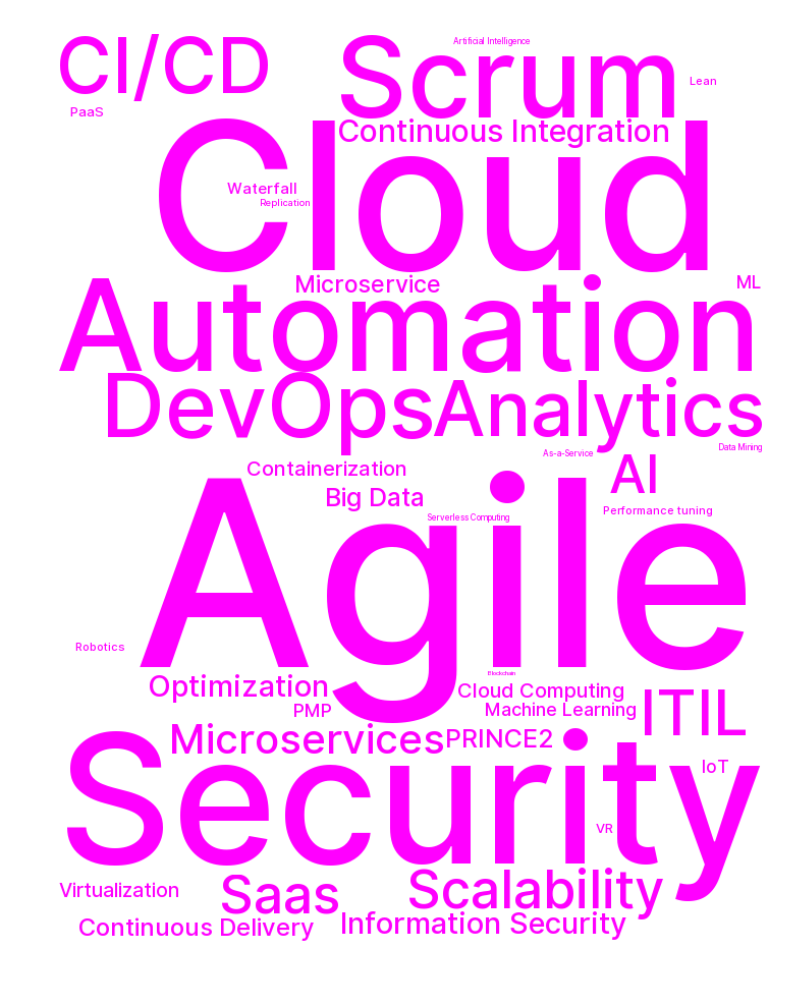 CI/CD
Artificial Intelligence
Scrum
Lean
PaaS
Continuous Integration
Cloud
Waterfall
Replication
Microservice
ML
Automation
DevOps
Analytics
Data Mining
As-a-Service
AI
Containerization
Big Data
Performance tuning
Serverless Computing
Agile
Robotics
Blockchain
Optimization
Cloud Computing
PMP
Machine Learning
ITIL
Microservices
PRINCE2
IoT
Security
VR
Virtualization
Saas
Scalability
Continuous Delivery
Information Security